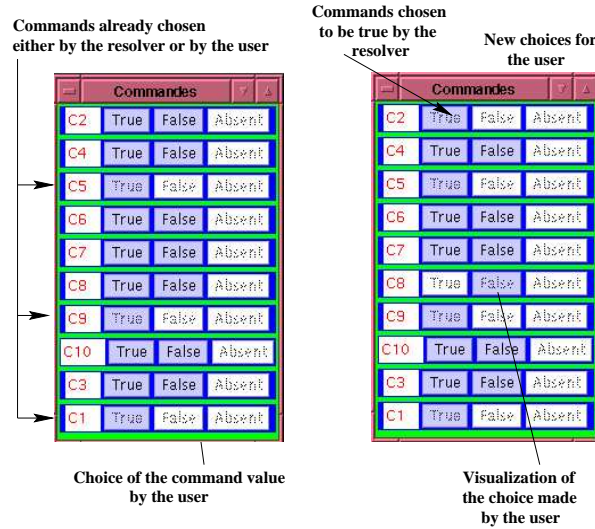 Commands already chosen
either by the resolver or by the user
Commands chosen
to be true by the
resolver
New choices for
the user
Commandes
C2 True False Absent
C4 True False Absent
C5 True False Absent
C6 True False Absent
C7 True False Absent
C8 True False Absent
C9 True False Absent
C10 True False Absent
C3 True False Absent
C1 True False Absent
Commandes
C2 True False Absent
C4 True False Absent
C5 True False Absent
C6 True False Absent
C7 True False Absent
C8 True False Absent
C9 True False Absent
C10 True False Absent
C3 True False Absent
C1 True False Absent
Choice of the command value
by the user
Visualization of
the choice made
by the user